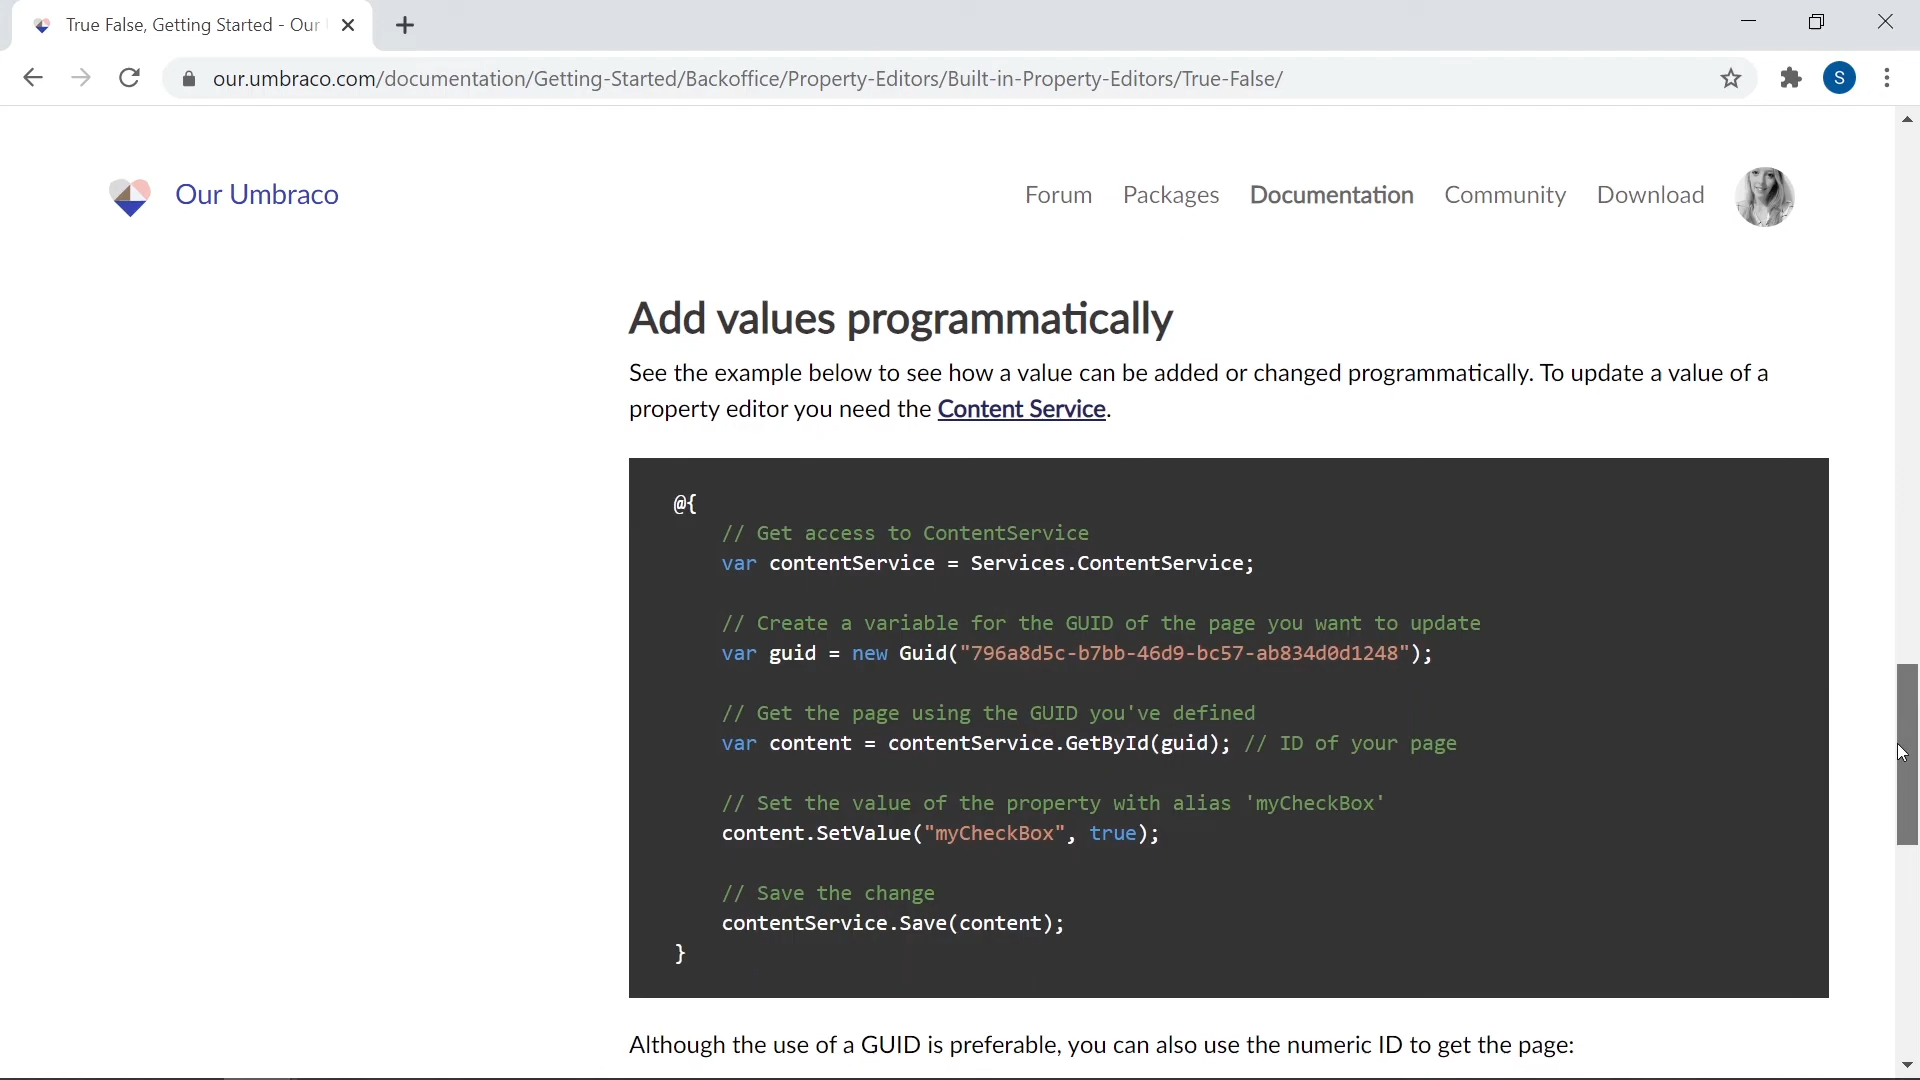 True False, Getting Started - Our
our.umbraco.com/documentation/Getting-Started/Backoffice/Property-Editors/Built-in-Property-Editors/True-False/
S
Our Umbraco
Forum Packages Documentation Community Download
Add values programmatically
See the example below to see how a value can be added or changed programmatically. To update a value of a
property editor you need the Content Service.
@{
// Get access to ContentService
var contentService = Services.ContentService;
// Create a variable for the GUID of the page you want to update
var guid = new Guid("796a8d5c-b7bb-46d9-bc57-ab834d0d1248");
// Get the page using the GUID you've defined
var content = contentService.GetById(guid); // ID of your page
// Set the value of the property with alias 'myCheckBox'
content.SetValue("myCheckBox", true);
// Save the change
contentService.Save(content);
}
Although the use of a GUID is preferable, you can also use the numeric ID to get the page: